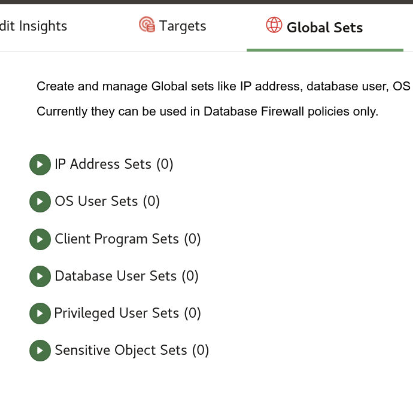 dit Insights
Targets
Global Sets
Create and manage Global sets like IP address, database user, OS
Currently they can be used in Database Firewall policies only.
IP Address Sets (0)
OS User Sets (0)
Client Program Sets (0)
Database User Sets (0)
Privileged User Sets (0)
Sensitive Object Sets (0)